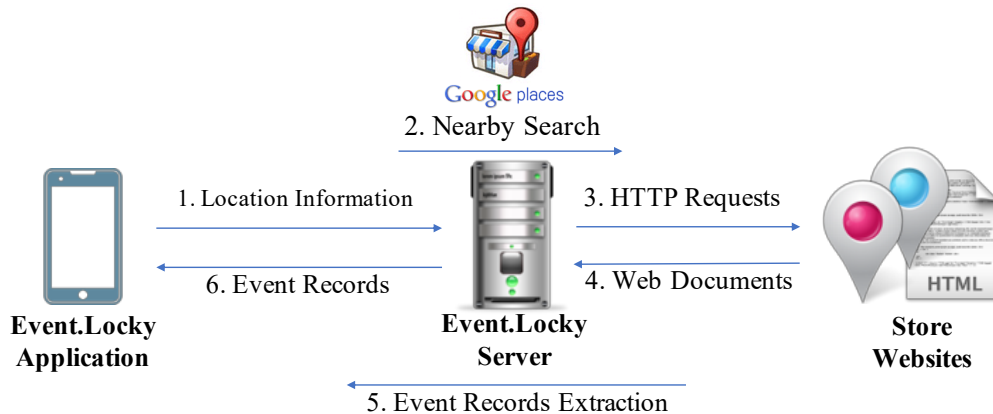 Google places
2. Nearby Search
1. Location Information
3. HTTP Requests
6. Event Records
4. Web Documents
HTML
Event.Locky
Application
Event.Locky
Server
Store
Websites
5. Event Records Extraction